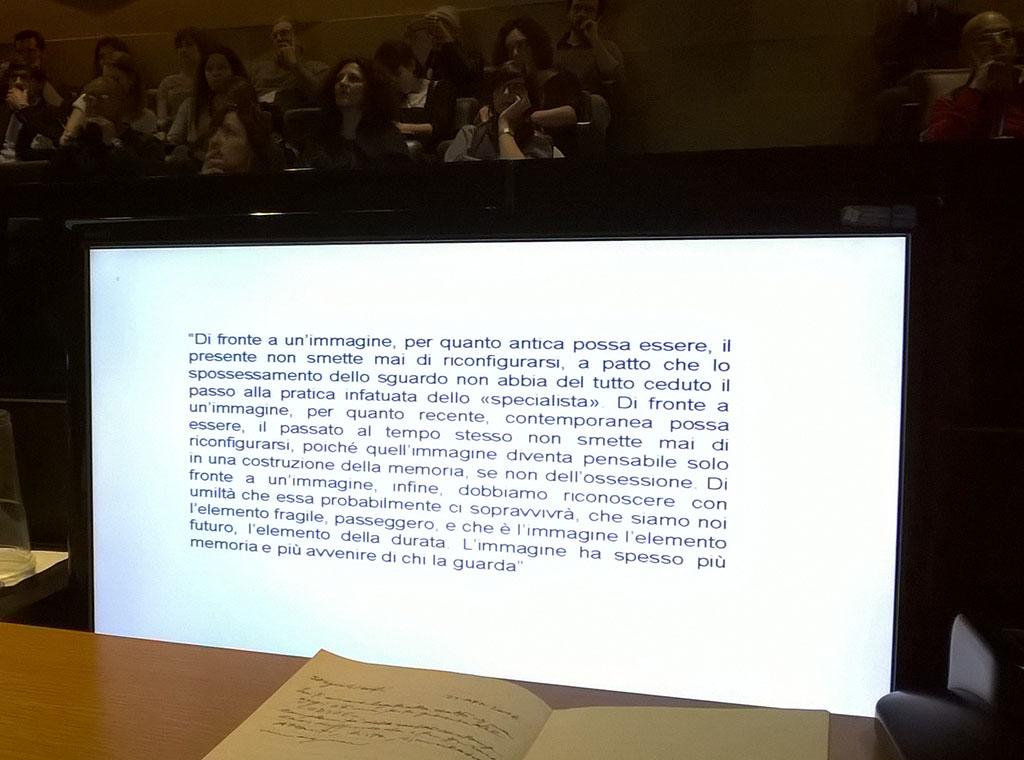 "Di fronte a un'immagine, per quanto antica possa essere, il
presente non smette mai di riconfigurarsi, a patto che lo
spossessamento dello sguardo non abbia del tutto ceduto il
passo alla pratica infatuata dello «specialista». Di fronte a
un'immagine, per quanto recente, contemporanea possa
essere, il passato al tempo stesso non smette mai di
riconfigurarsi, poiché quell'immagine diventa pensabile solo
in una costruzione della memoria, se non dell'ossessione. Di
fronte a un'immagine, infine, dobbiamo riconoscere con
umiltà che essa probabilmente ci sopravvivrà, che siamo noi
l'elemento fragile, passeggero, e che è l'immagine l'elemento
futuro, l'elemento della durata. L'immagine ha spesso più
memoria e più avvenire di chi la guarda"